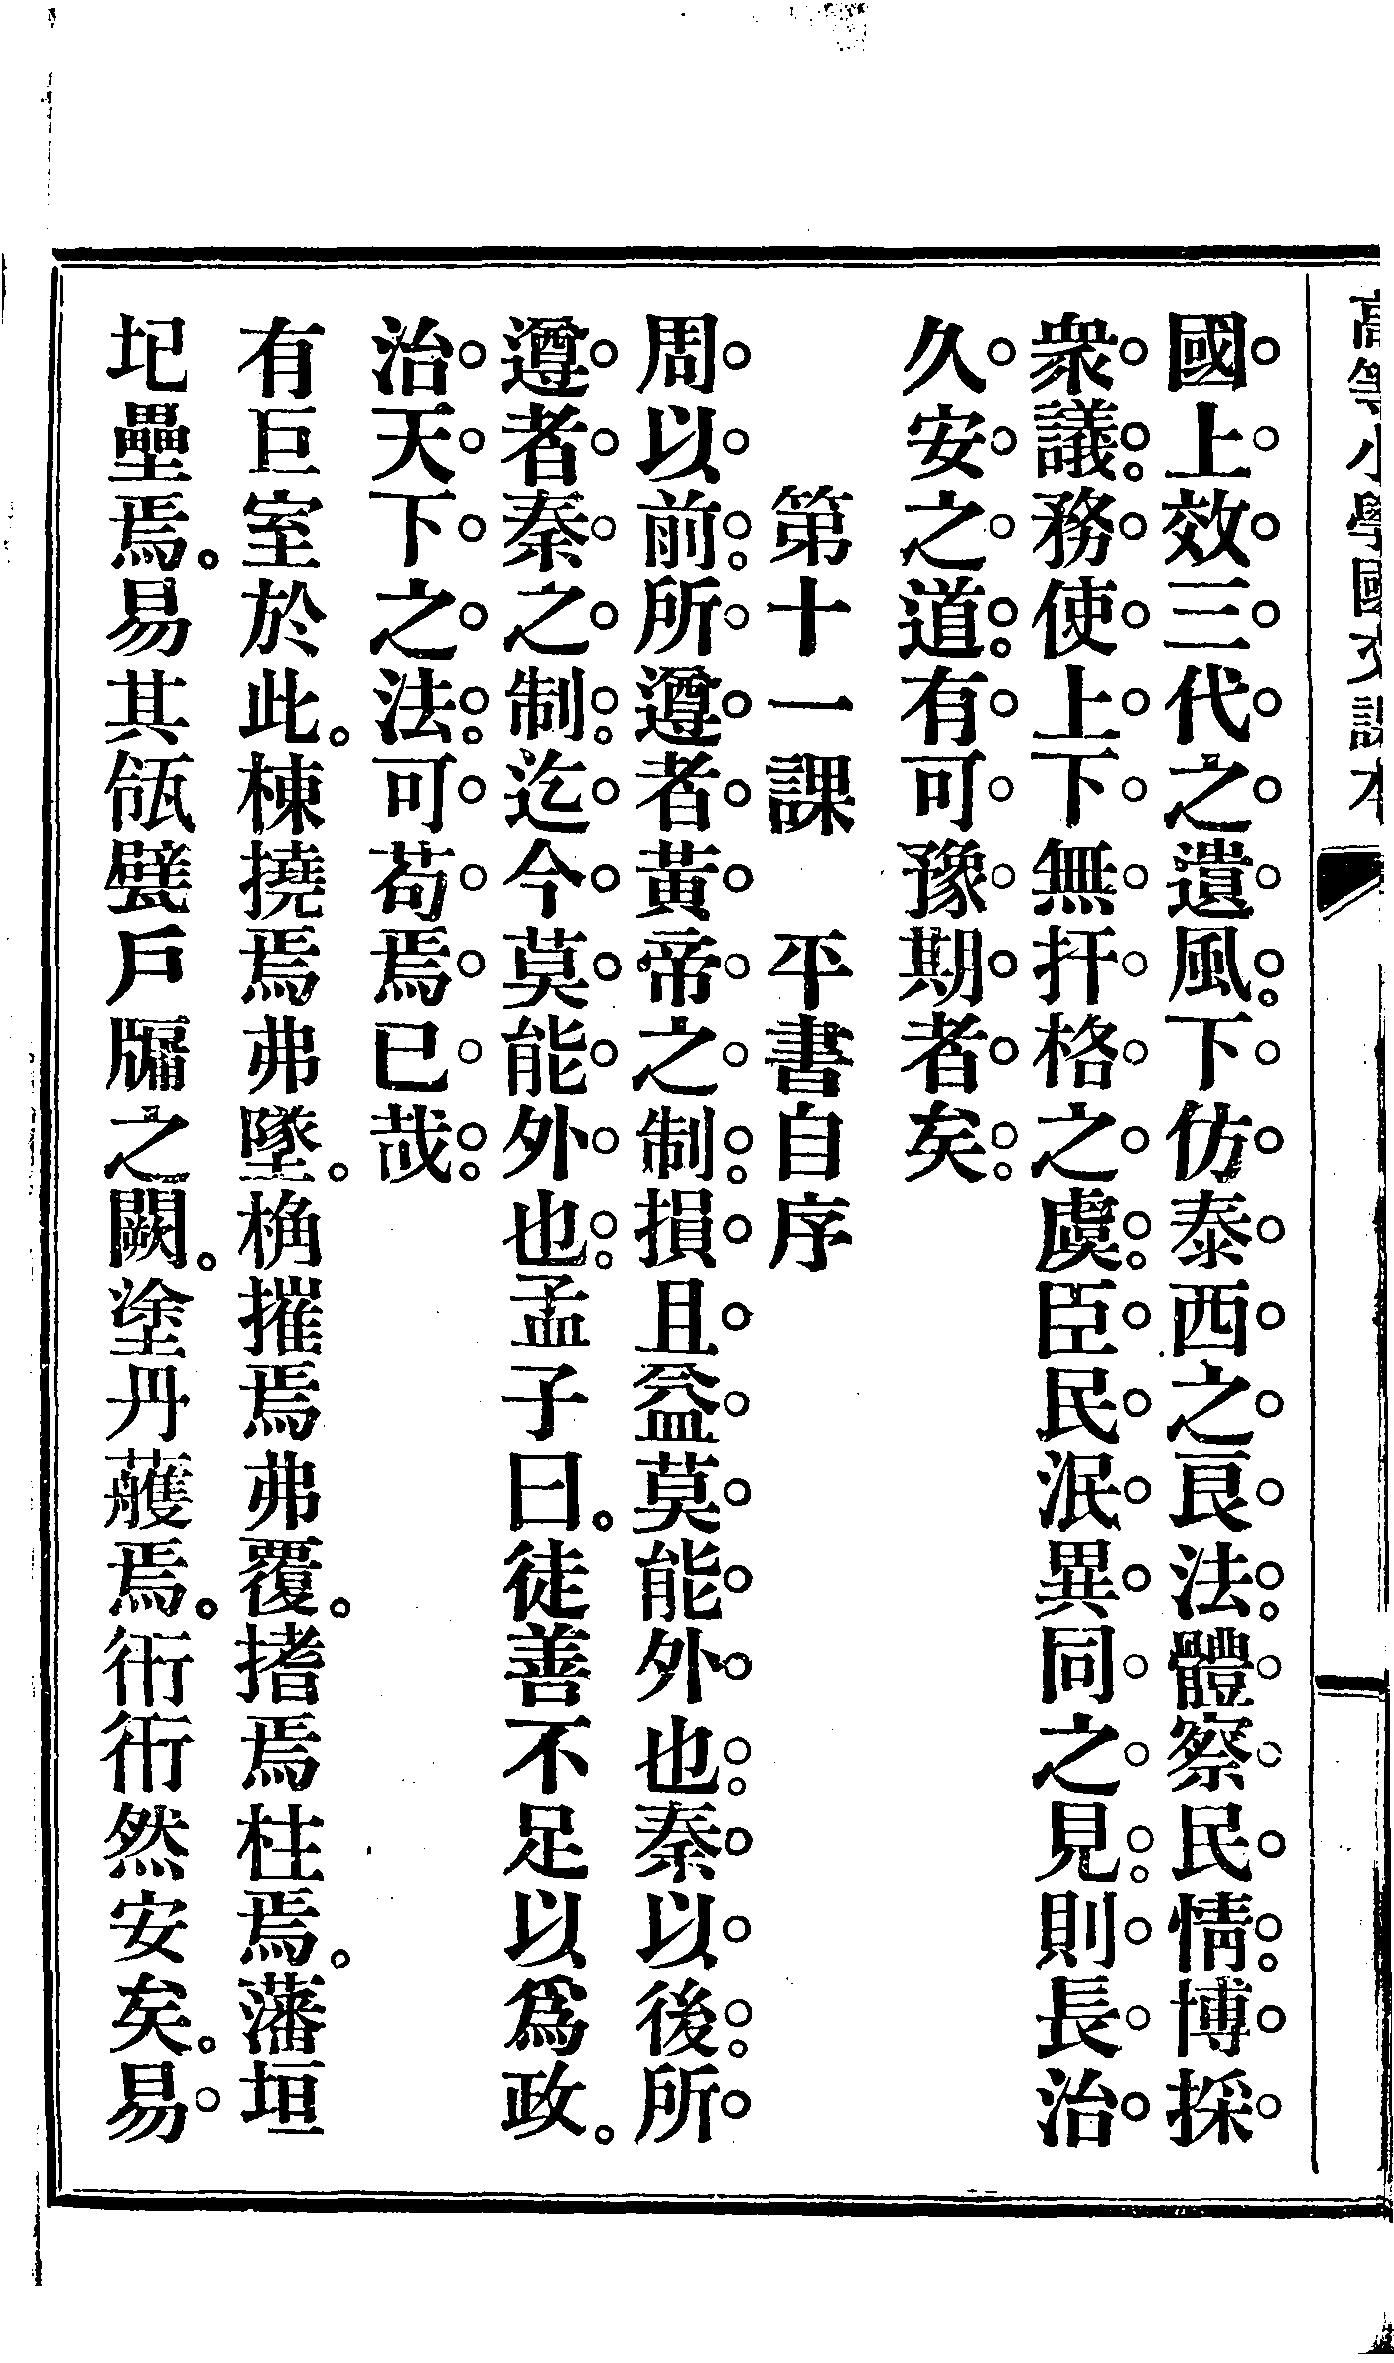 高等小學國文課本
國上效三代之遺風。下仿泰西之良法。體察民情。博採
衆議。務使上下無扞格之虞。臣民泯異同之見。則長治
久安之道。有可豫期者矣。
第十一課　平書自序
周以前。所遵者黃帝之制。損且益莫能外也。秦以後。所
遵者秦之制。迄今莫能外也。孟子曰。徒善不足以爲政。
治天下之法。可苟焉已哉。
有巨室於此。棟撓焉弗墜。桷摧焉弗覆。搘焉柱焉。藩垣
圮壘焉。易其瓴甓戶牖之闕。塗丹雘焉。衎衎然安矣。易